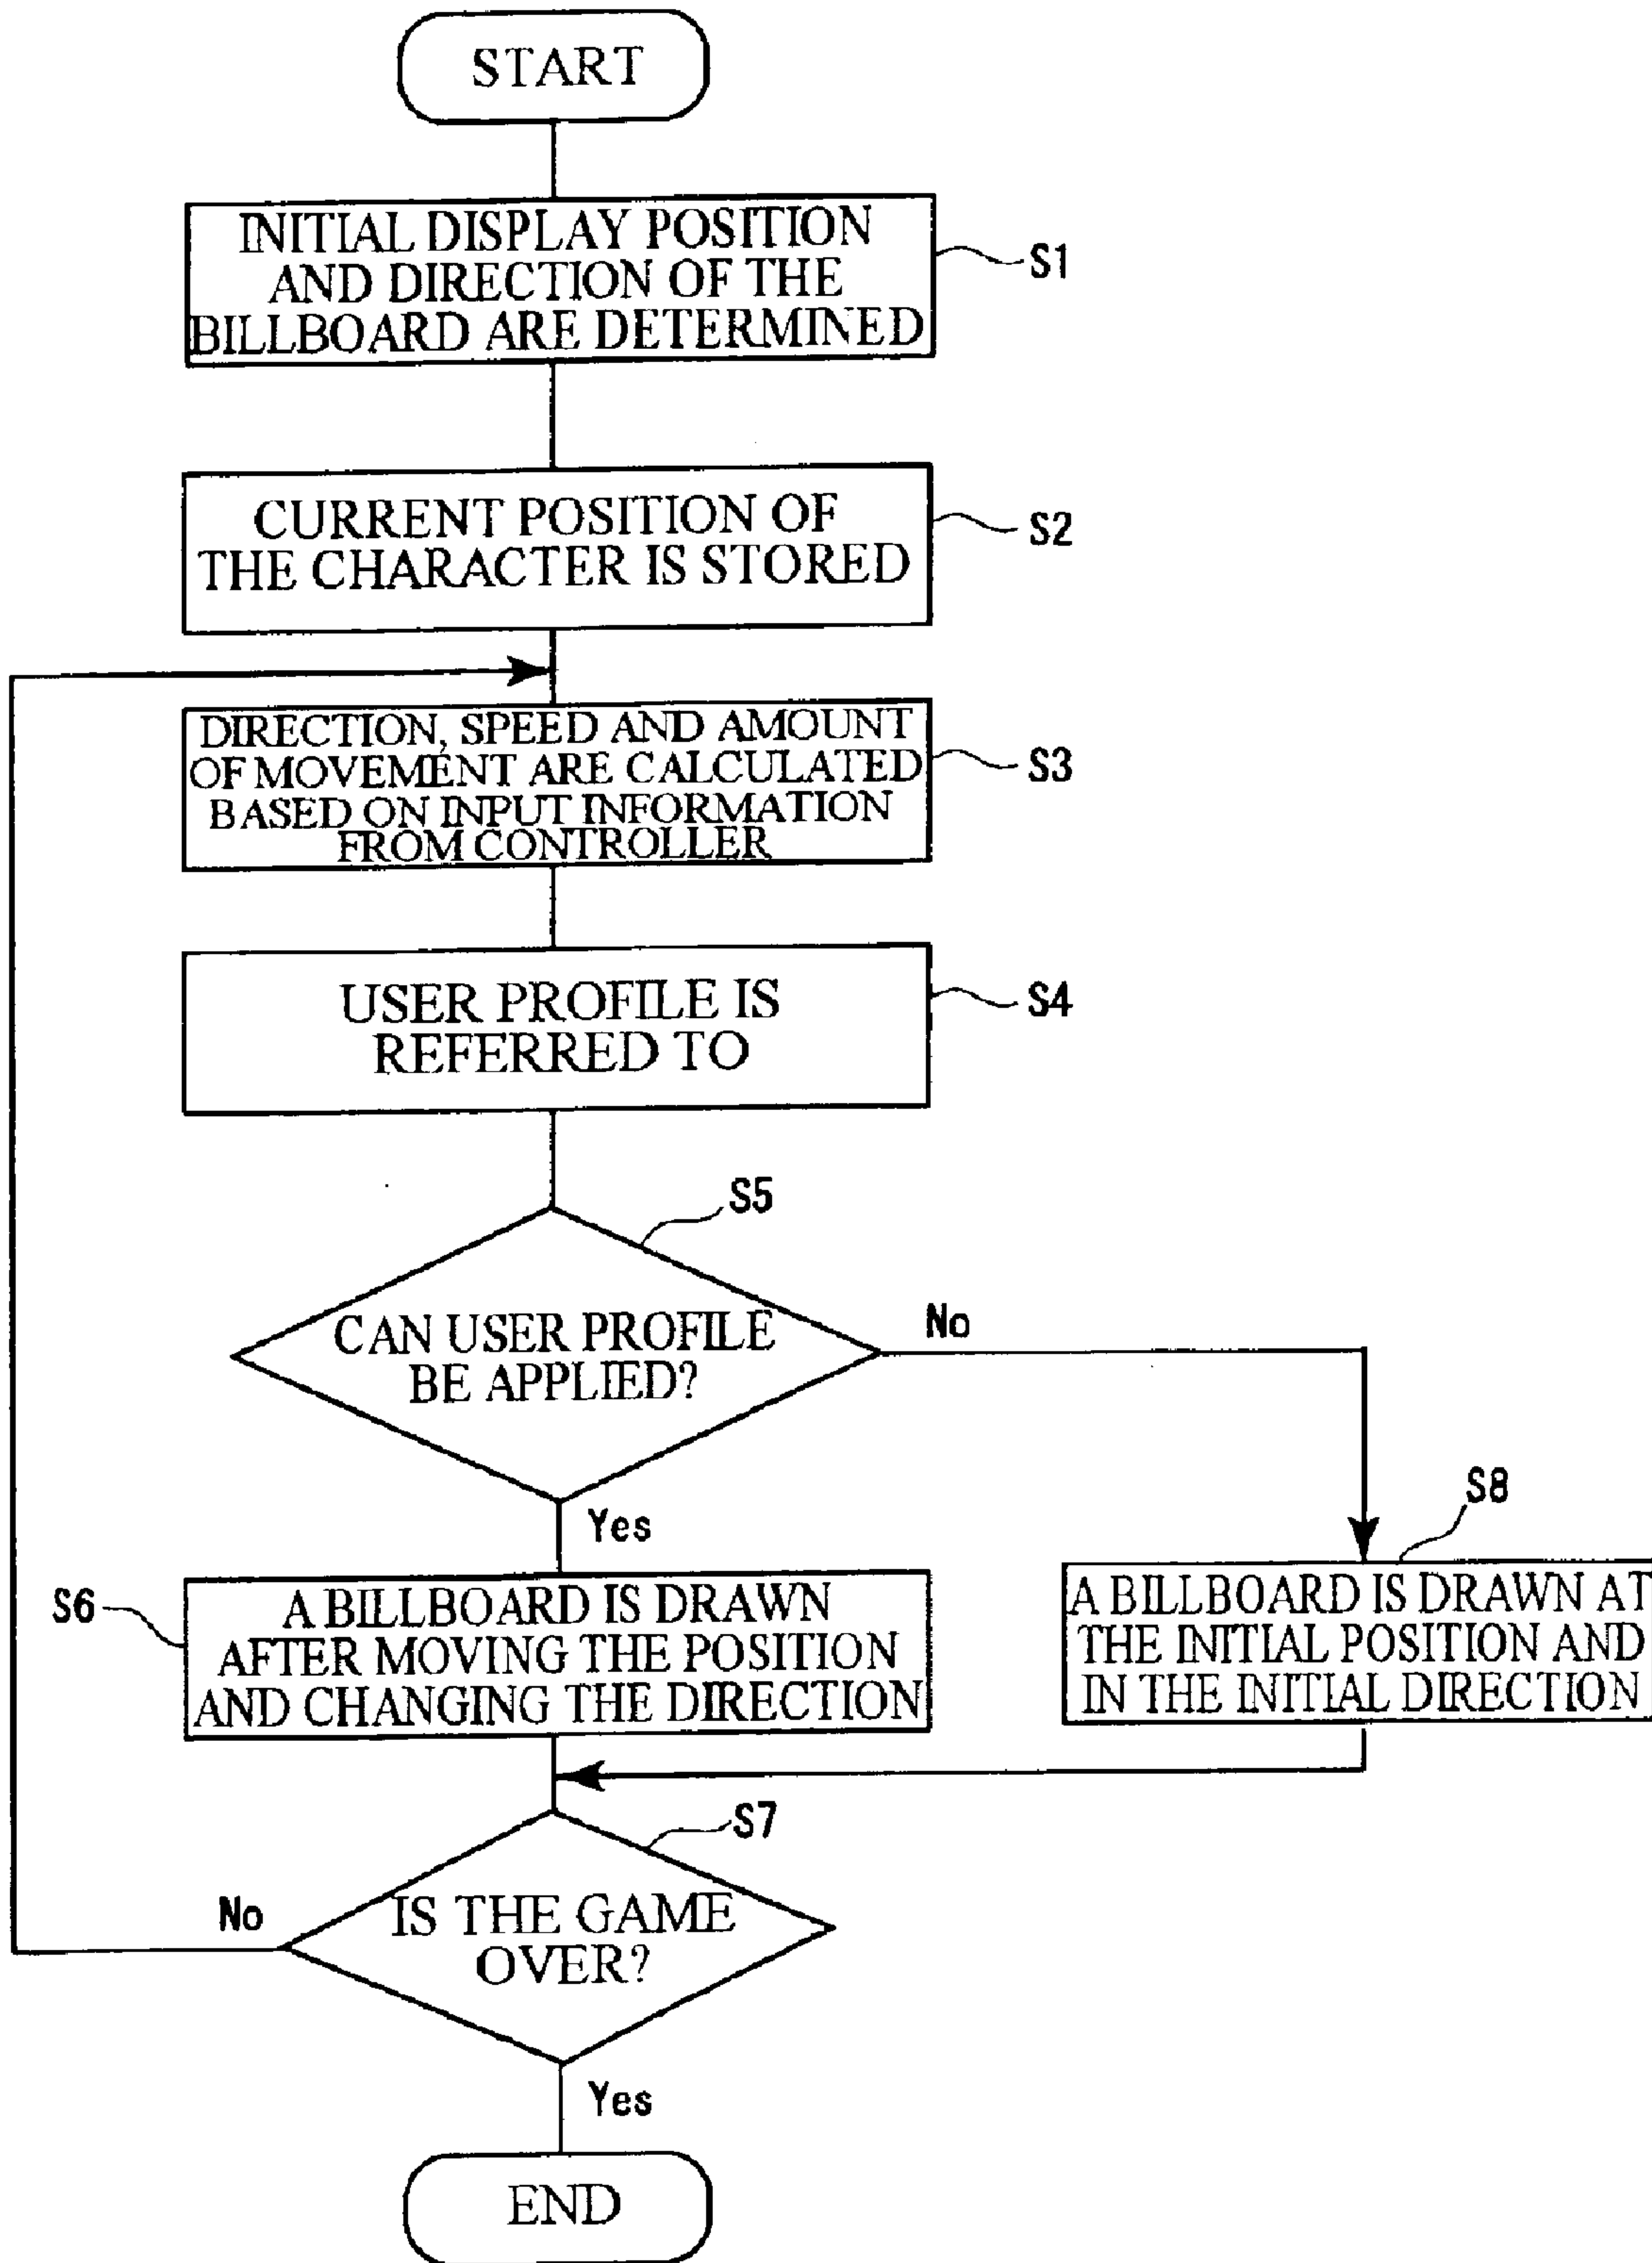 START
INITIAL DISPLAY POSITION
AND DIRECTION OF THE
BILLBOARD ARE DETERMINED
S1
CURRENT POSITION OF
THE CHARACTER IS STORED
S2
DIRECTION, SPEED AND AMOUNT
OF MOVEMENT ARE CALCULATED
BASED ON INPUT INFORMATION
FROM CONTROLLER
S3
USER PROFILE IS
REFERRED TO
S4
S5
CAN USER PROFILE
BE APPLIED?
No
Yes
S6
A BILLBOARD IS DRAWN
AFTER MOVING THE POSITION
AND CHANGING THE DIRECTION
S8
A BILLBOARD IS DRAWN AT
THE INITIAL POSITION AND
IN THE INITIAL DIRECTION
S7
IS THE GAME
OVER?
No
Yes
END